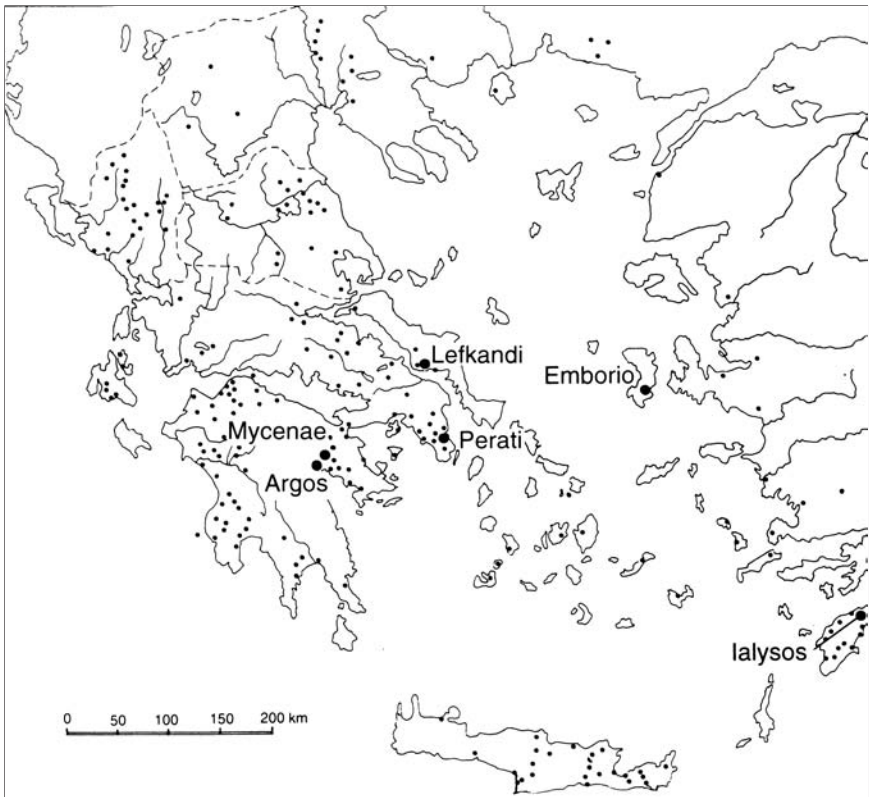 Lefkandi
Emborio
Mycenae
Perati
Argos
Ialysos
0 50 100 150 200 km